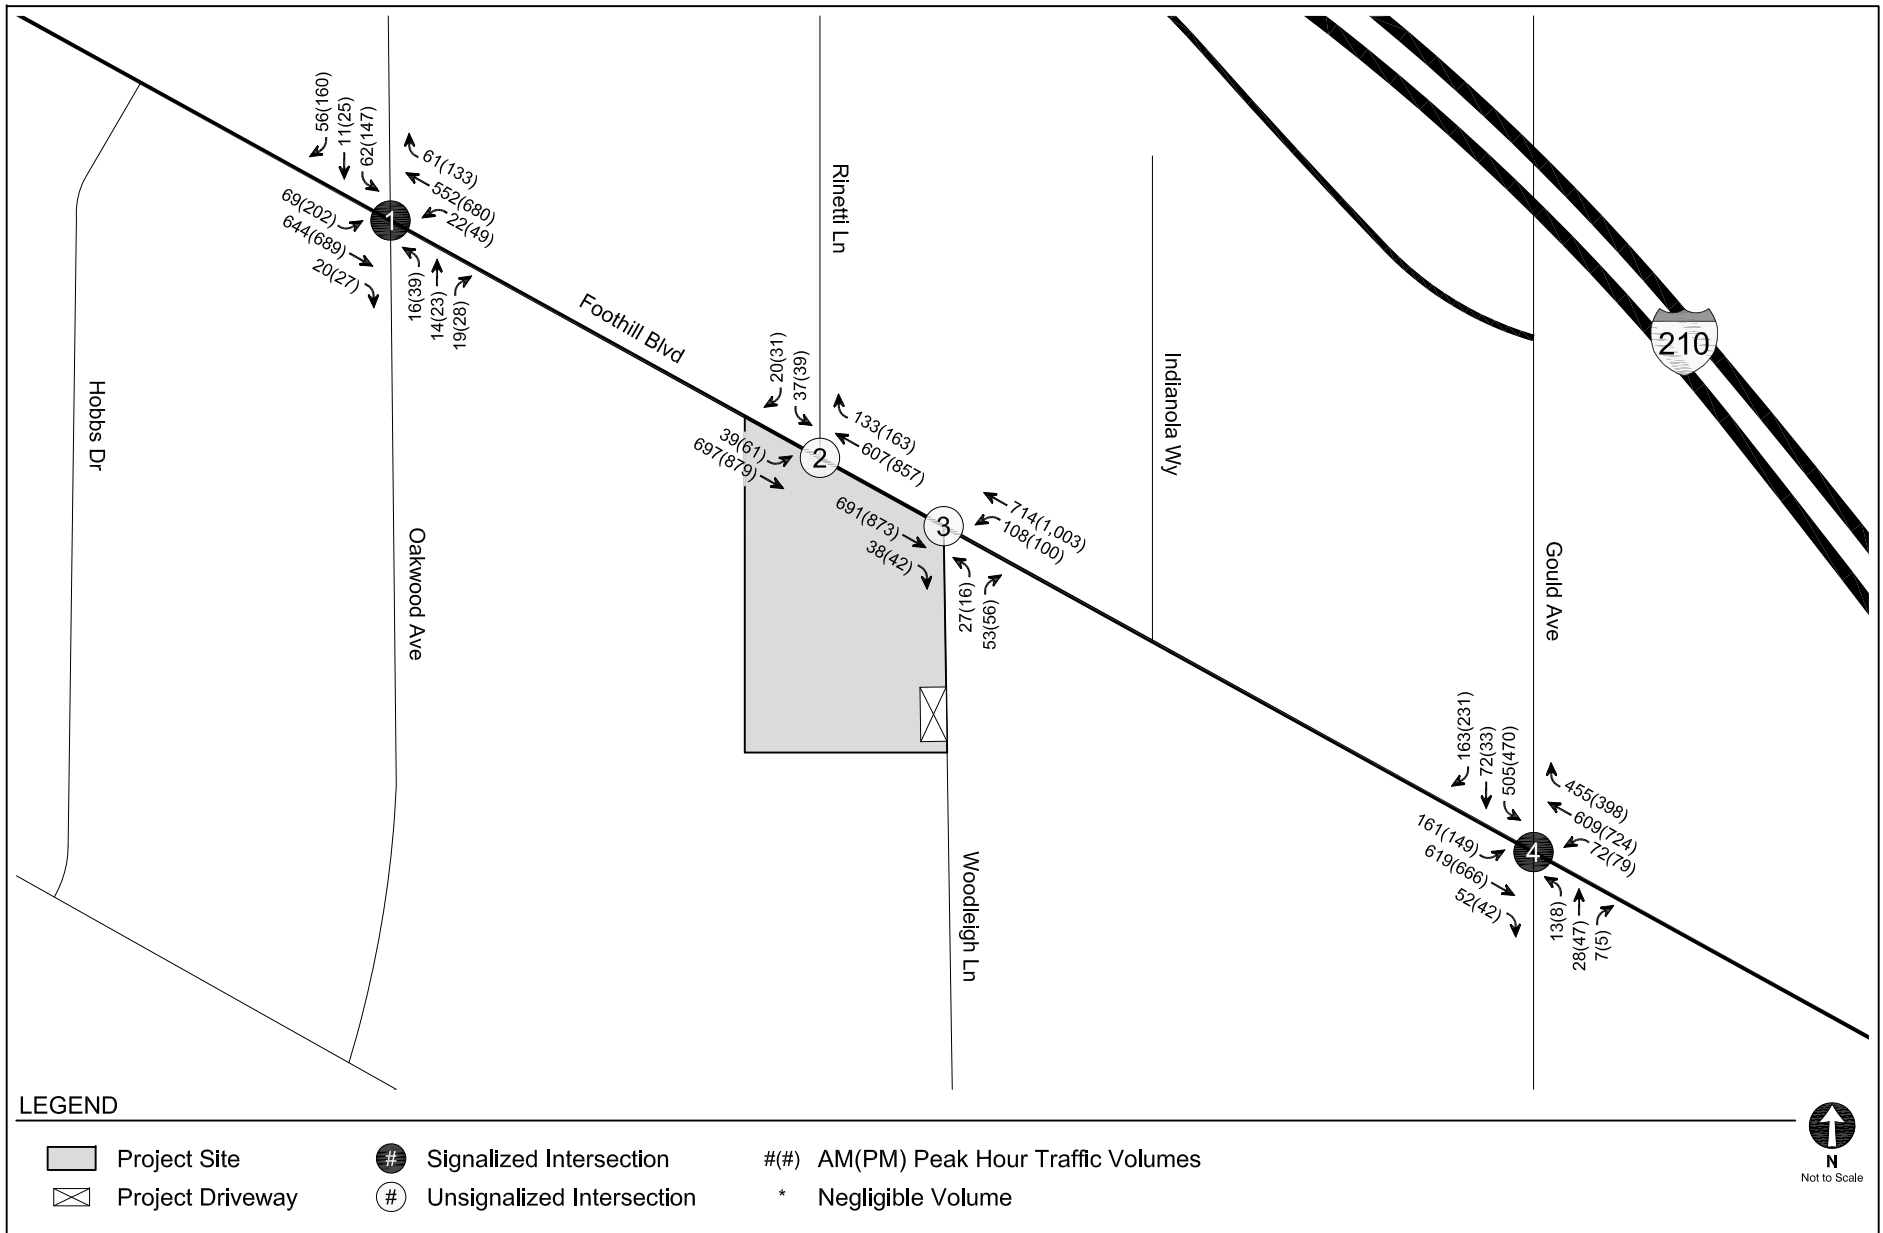 56(160)
11(25)
62(147)
61(133)
552(680)
22(49)
69(202)
644(689)
20(27)
1
16(39)
14(23)
19(28)
Rinetti Ln
Foothill Blvd
210
Hobbs Dr
Oakwood Ave
Indianola Wy
Gould Ave
20(31)
37(39)
133(163)
607(857)
39(61)
697(879)
2
691(873)
38(42)
3
714(1,003)
108(100)
27(16)
53(56)
Woodleigh Ln
163(231)
72(33)
505(470)
455(398)
609(724)
72(79)
161(149)
619(666)
52(42)
4
13(8)
28(47)
7(5)
LEGEND
Project Site
# Signalized Intersection
#(#) AM(PM) Peak Hour Traffic Volumes
Project Driveway
# Unsignalized Intersection
* Negligible Volume
N
Not to Scale